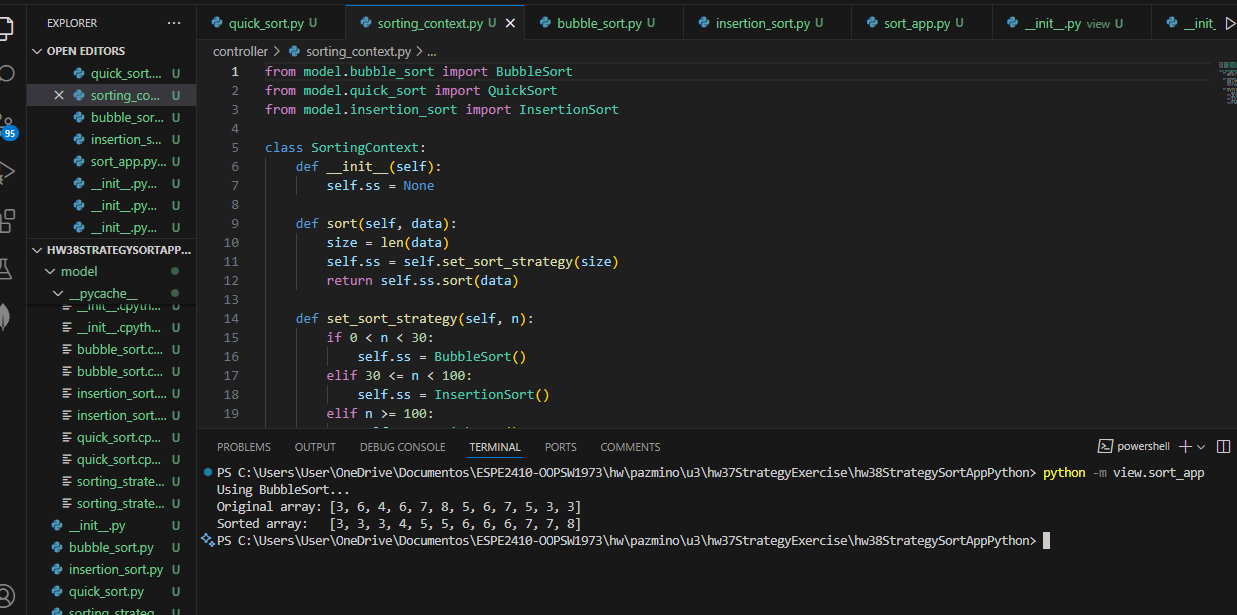 EXPLORER
OPEN EDITORS
quick_sort.... U
sorting_co... U
bubble_sor... U
insertion_s... U
sort_app.py... U
__init__.py... U
__init__.py... U
__init__.py... U
95
HW38STRATEGYSORTAPP...
model
__pycache__
__init__.cpyth... U
__init__.cpyth... U
bubble_sort.c... U
bubble_sort.c... U
insertion_sort.... U
insertion_sort.... U
quick_sort.cp... U
quick_sort.cp... U
sorting_strate... U
sorting_strate... U
__init__.py U
bubble_sort.py U
insertion_sort.py U
quick_sort.py U
sorting_strateg... U
quick_sort.py U
sorting_context.py U
bubble_sort.py U
insertion_sort.py U
sort_app.py U
__init__.py view U
__init_
controller > sorting_context.py > ...
1 from model.bubble_sort import BubbleSort
2 from model.quick_sort import QuickSort
3 from model.insertion_sort import InsertionSort
4
5 class SortingContext:
6 def __init__(self):
7 self.ss = None
8
9 def sort(self, data):
10 size = len(data)
11 self.ss = self.set_sort_strategy(size)
12 return self.ss.sort(data)
13
14 def set_sort_strategy(self, n):
15 if 0 < n < 30:
16 self.ss = BubbleSort()
17 elif 30 <= n < 100:
18 self.ss = InsertionSort()
19 elif n >= 100:
PROBLEMS OUTPUT DEBUG CONSOLE TERMINAL PORTS COMMENTS
powershell
PS C:\Users\User\OneDrive\Documentos\ESPE2410-OOPSW1973\hw\pazmino\u3\hw37StrategyExercise\hw38StrategySortAppPython> python -m view.sort_app
Using BubbleSort...
Original array: [3, 6, 4, 6, 7, 8, 5, 6, 7, 5, 3, 3]
Sorted array: [3, 3, 3, 4, 5, 5, 6, 6, 6, 7, 7, 8]
PS C:\Users\User\OneDrive\Documentos\ESPE2410-OOPSW1973\hw\pazmino\u3\hw37StrategyExercise\hw38StrategySortAppPython>